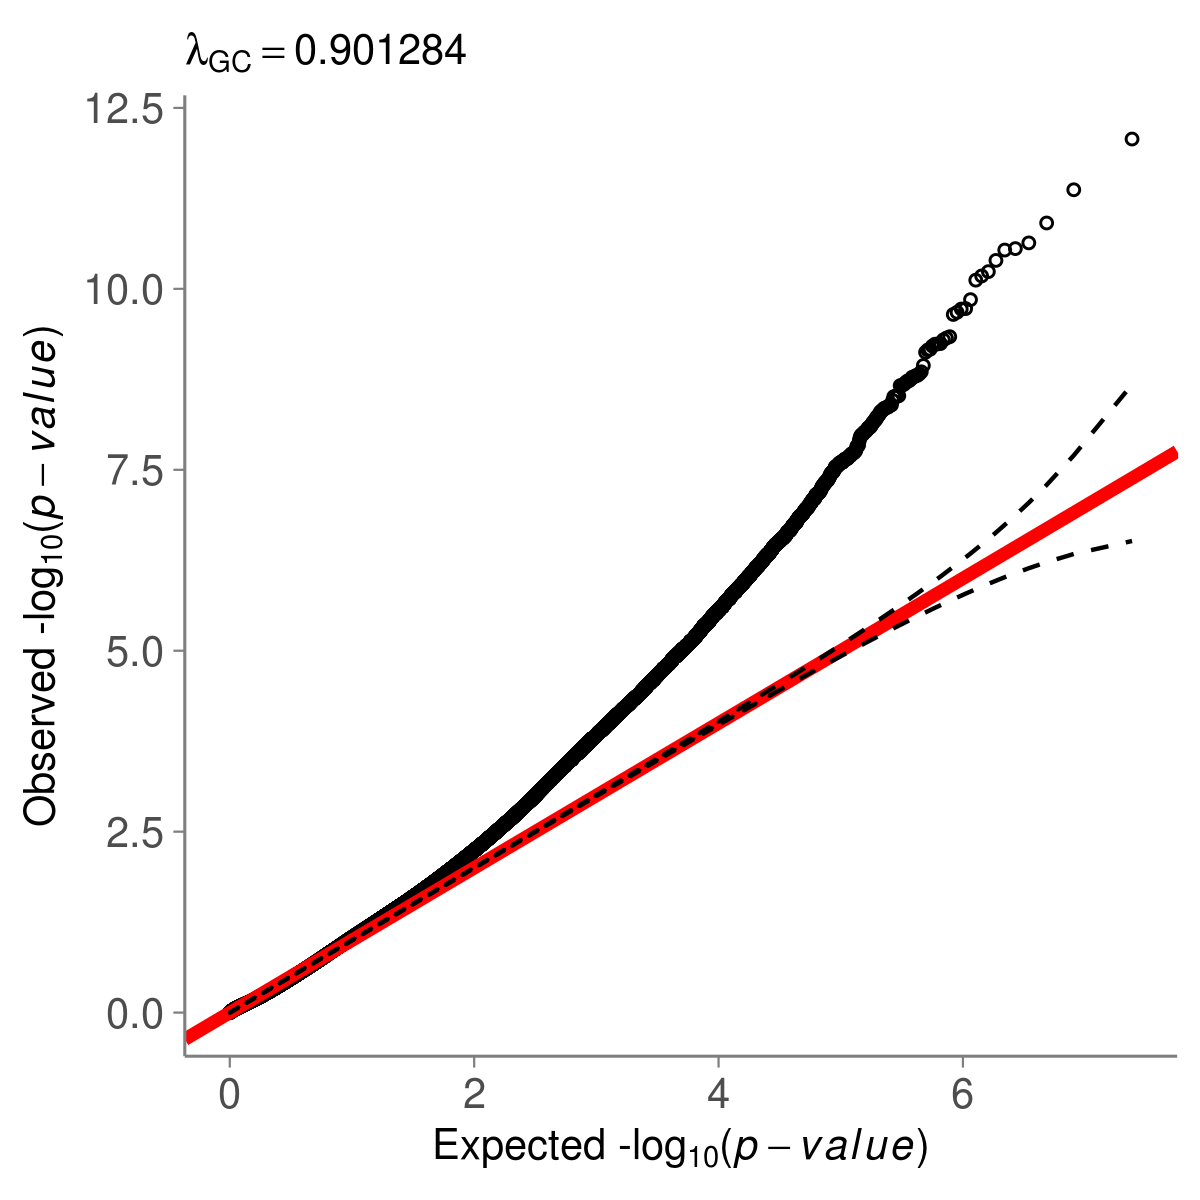 λGC = 0.901284
12.5
10.0
7.5
5.0
2.5
0.0
Observed -log10(p − value)
0 2 4 6
Expected -log10(p − value)